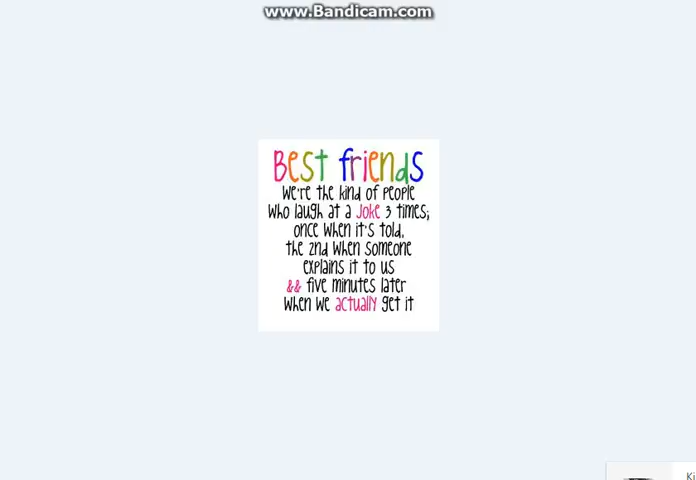 www.Bandicam.com
Best friends
We're the kind of people
who laugh at a Joke 3 times;
once when it's told,
the 2nd when someone
explains it to us
&& five minutes later
when we actually get it
Ki